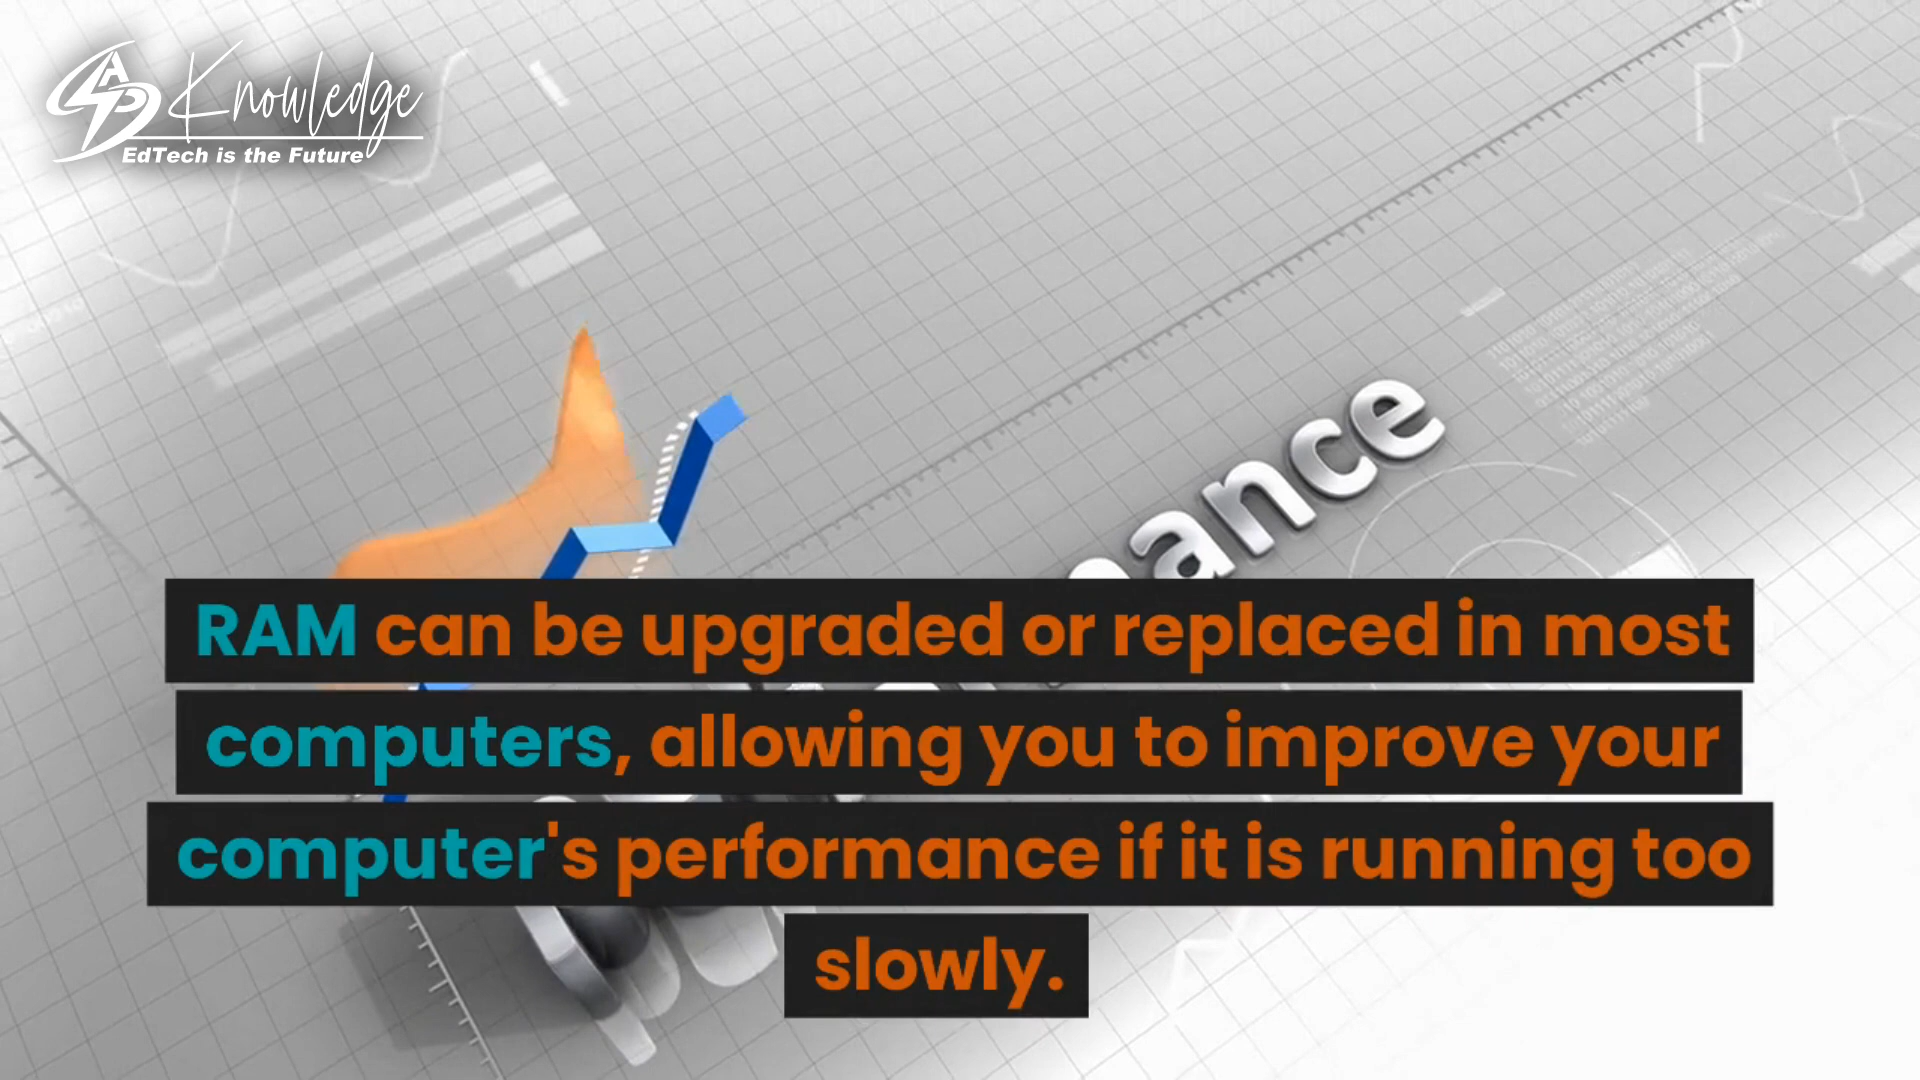 Knowledge
EdTech is the Future
RAM can be upgraded or replaced in most
computers, allowing you to improve your
computer's performance if it is running too
slowly.